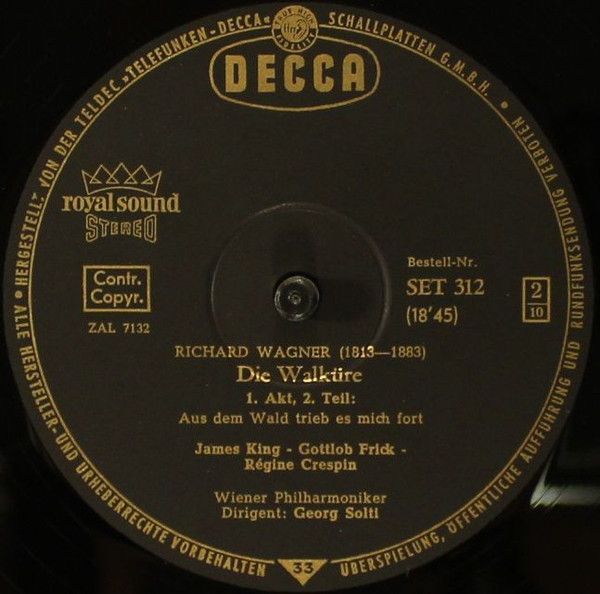 ALLE HERSTELLER- UND URHEBERRECHTE VORBEHALTEN
ÜBERSPIELUNG, ÖFFENTLICHE AUFFÜHRUNG UND RUNDFUNKSENDUNG VERBOTEN
• HERGESTELLT VON DER TELDEC »TELEFUNKEN-DECCA« SCHALLPLATTEN G.M.B.H. •
DECCA
royal sound
STEREO
Contr.
Copyr.
ZAL 7132
Bestell-Nr.
SET 312
(18'45)
2
10
RICHARD WAGNER (1813—1883)
Die Walküre
1. Akt, 2. Teil:
Aus dem Wald trieb es mich fort
James King - Gottlob Frick -
Régine Crespin
Wiener Philharmoniker
Dirigent: Georg Solti
33